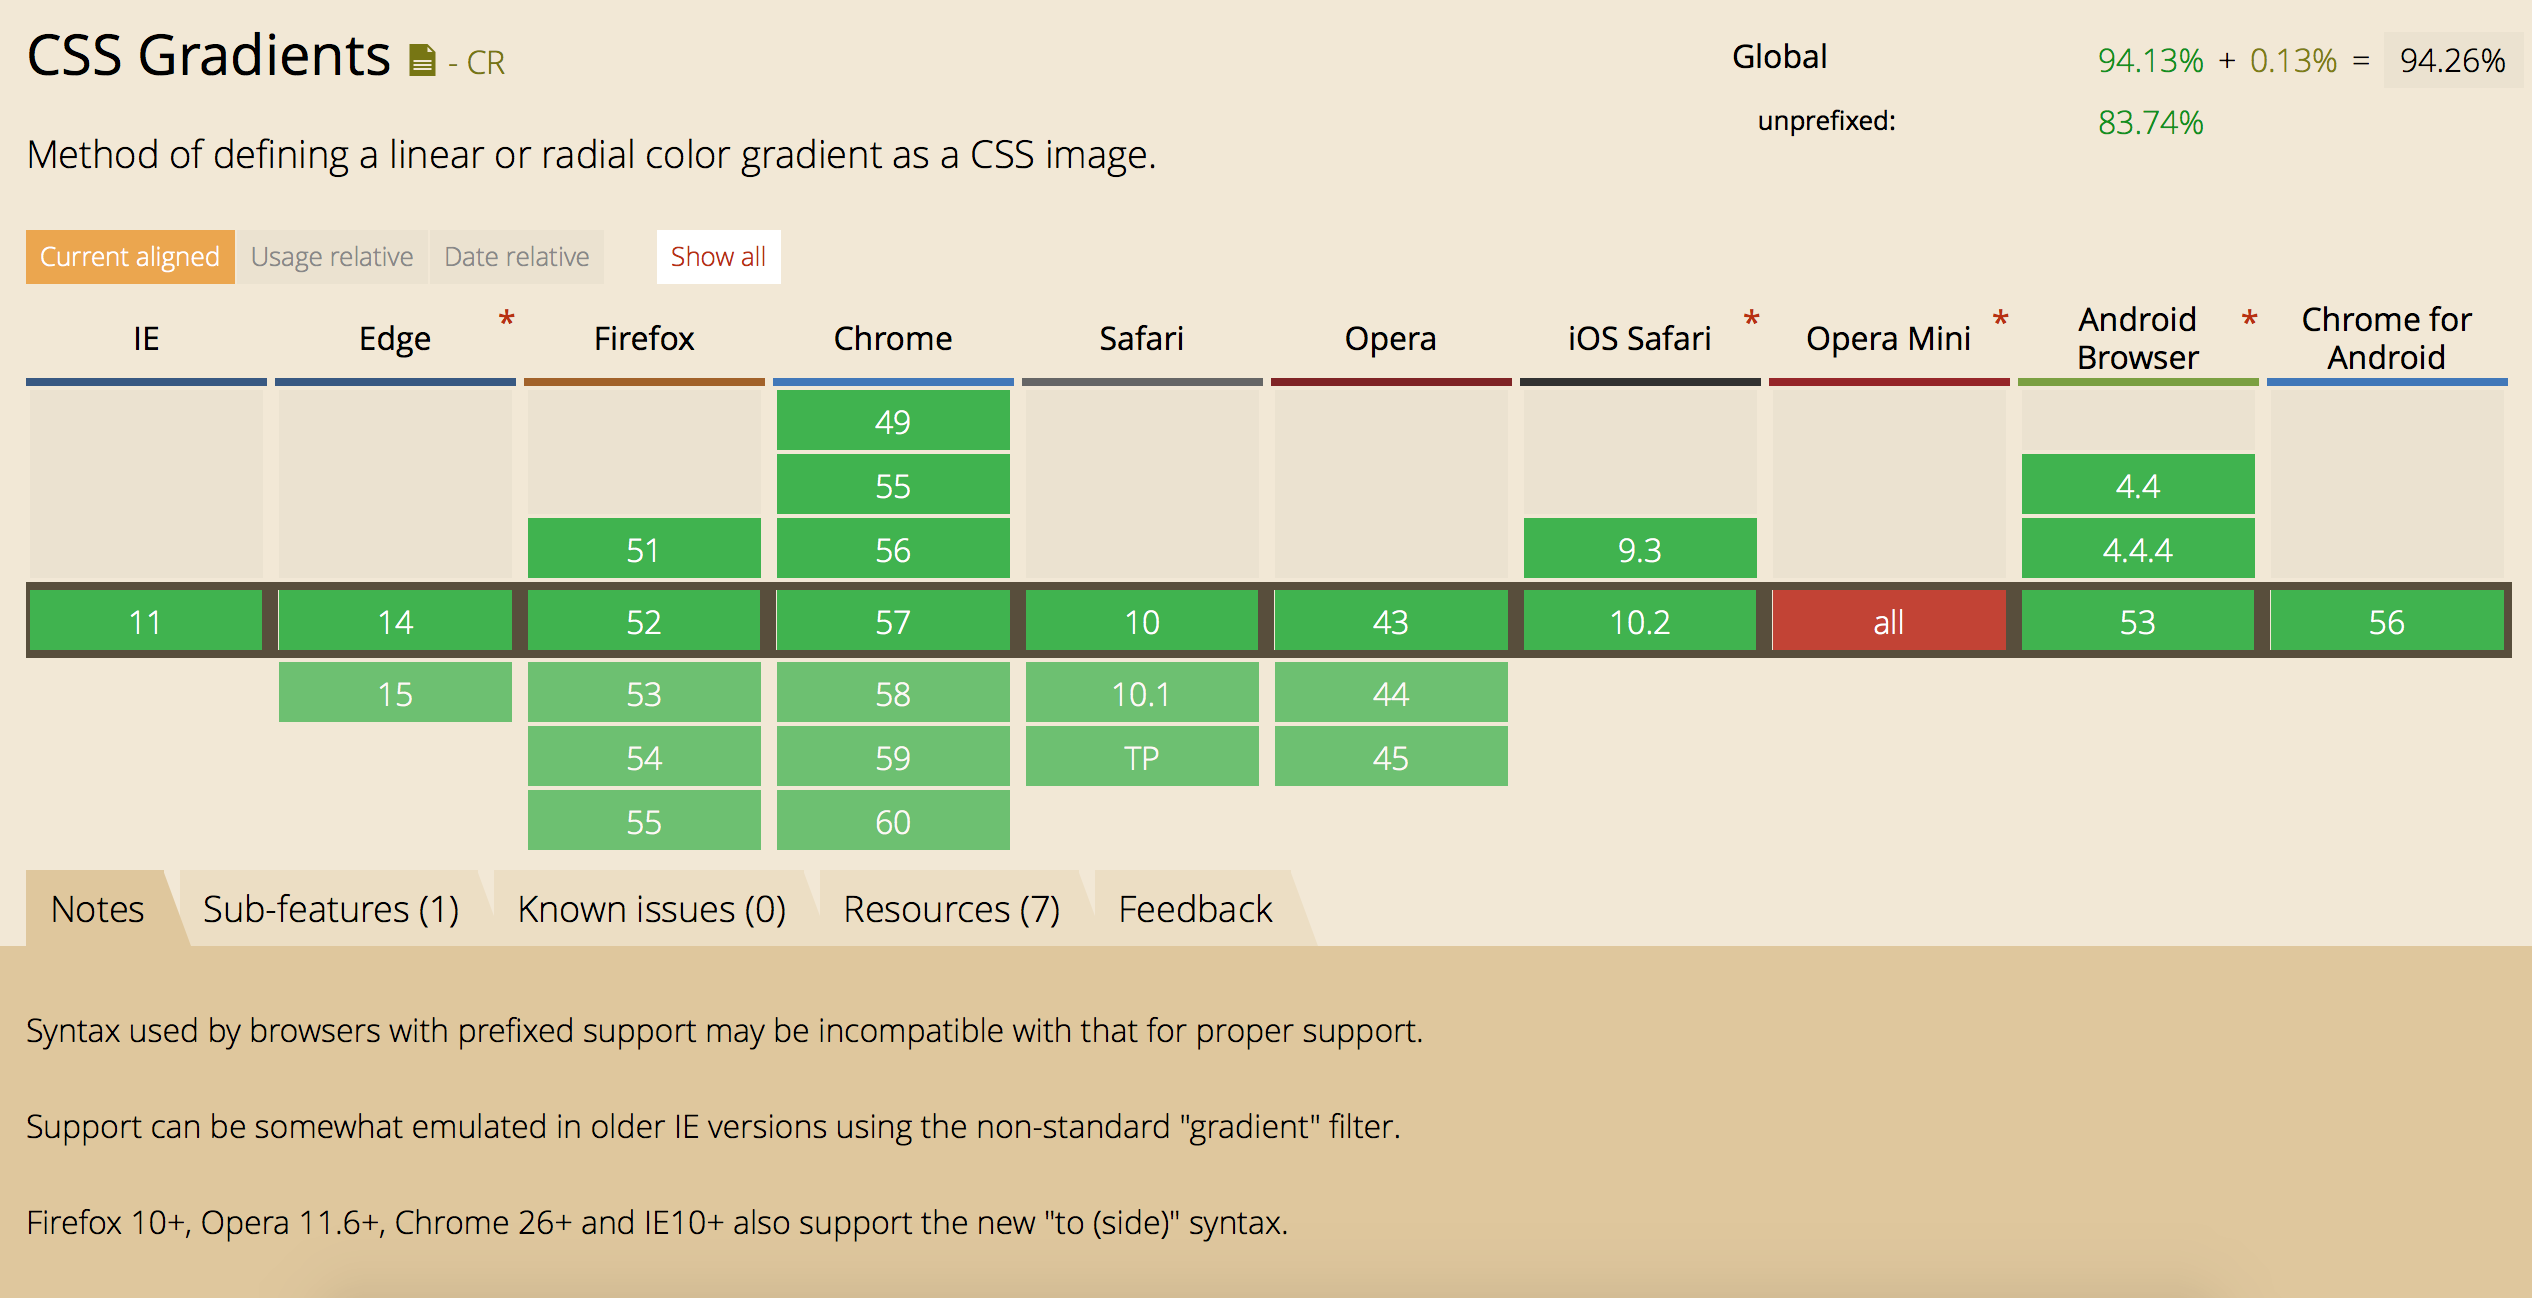 CSS Gradients - CR
Global 94.13% + 0.13% = 94.26%
unprefixed: 83.74%
Method of defining a linear or radial color gradient as a CSS image.
Current aligned Usage relative Date relative Show all
IE Edge * Firefox Chrome Safari Opera iOS Safari * Opera Mini * Android Browser * Chrome for Android
49
55 4.4
51 56 9.3 4.4.4
11 14 52 57 10 43 10.2 all 53 56
15 53 58 10.1 44
54 59 TP 45
55 60
Notes Sub-features (1) Known issues (0) Resources (7) Feedback
Syntax used by browsers with prefixed support may be incompatible with that for proper support.
Support can be somewhat emulated in older IE versions using the non-standard "gradient" filter.
Firefox 10+, Opera 11.6+, Chrome 26+ and IE10+ also support the new "to (side)" syntax.